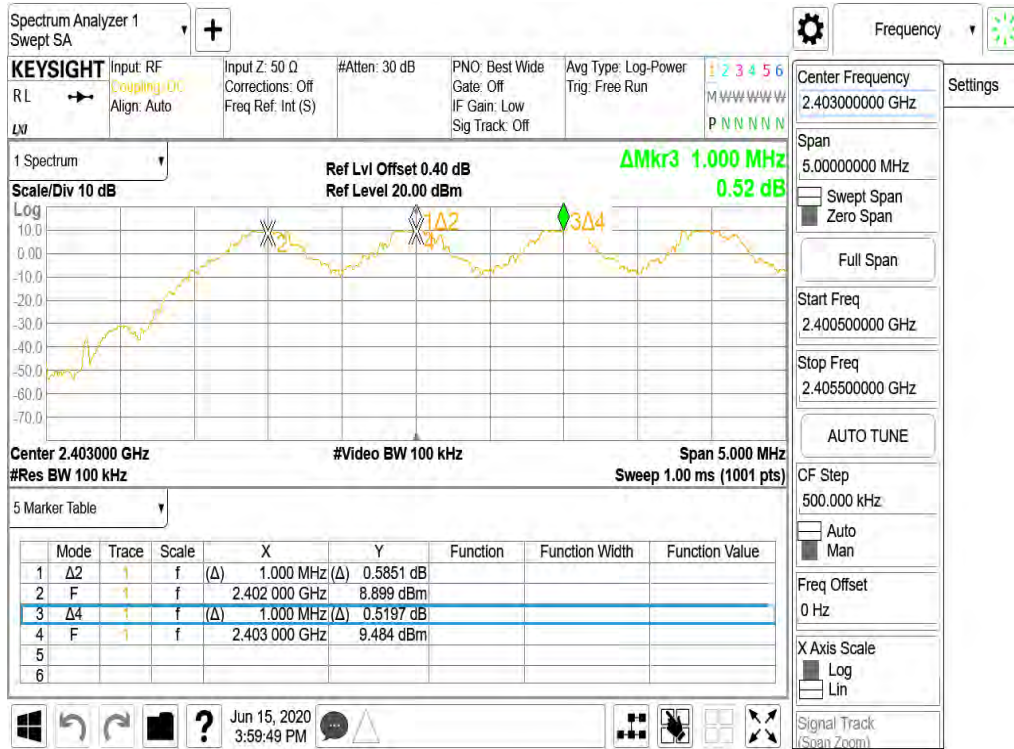 Spectrum Analyzer 1
Swept SA
+
Frequency
KEYSIGHT
RL
LXI
Input: RF
Coupling: DC
Align: Auto
Input Z: 50 Ω
Corrections: Off
Freq Ref: Int (S)
#Atten: 30 dB
PNO: Best Wide
Gate: Off
IF Gain: Low
Sig Track: Off
Avg Type: Log-Power
Trig: Free Run
1 2 3 4 5 6
M W W W W W
P N N N N N
1 Spectrum
Scale/Div 10 dB
Ref Lvl Offset 0.40 dB
Ref Level 20.00 dBm
ΔMkr3 1.000 MHz
0.52 dB
Log
10.0
0.00
-10.0
-20.0
-30.0
-40.0
-50.0
-60.0
-70.0
2
1Δ2
4
3Δ4
Center 2.403000 GHz
#Video BW 100 kHz
Span 5.000 MHz
#Res BW 100 kHz
Sweep 1.00 ms (1001 pts)
5 Marker Table
Mode Trace Scale X Y Function Function Width Function Value
1 Δ2 1 f (Δ) 1.000 MHz (Δ) 0.5851 dB
2 F 1 f 2.402 000 GHz 8.899 dBm
3 Δ4 1 f (Δ) 1.000 MHz (Δ) 0.5197 dB
4 F 1 f 2.403 000 GHz 9.484 dBm
5
6
?
Jun 15, 2020
3:59:49 PM
Center Frequency
2.403000000 GHz
Settings
Span
5.00000000 MHz
Swept Span
Zero Span
Full Span
Start Freq
2.400500000 GHz
Stop Freq
2.405500000 GHz
AUTO TUNE
CF Step
500.000 kHz
Auto
Man
Freq Offset
0 Hz
X Axis Scale
Log
Lin
Signal Track
(Span Zoom)